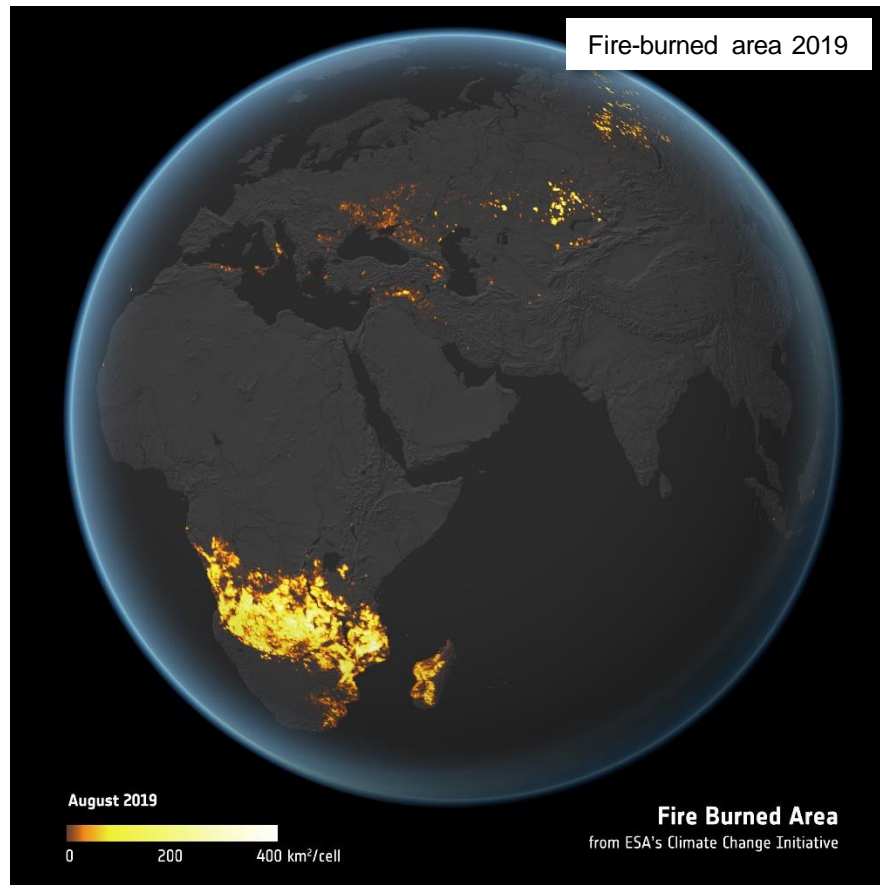 Fire-burned area 2019
August 2019
0 200 400 km²/cell
Fire Burned Area
from ESA's Climate Change Initiative